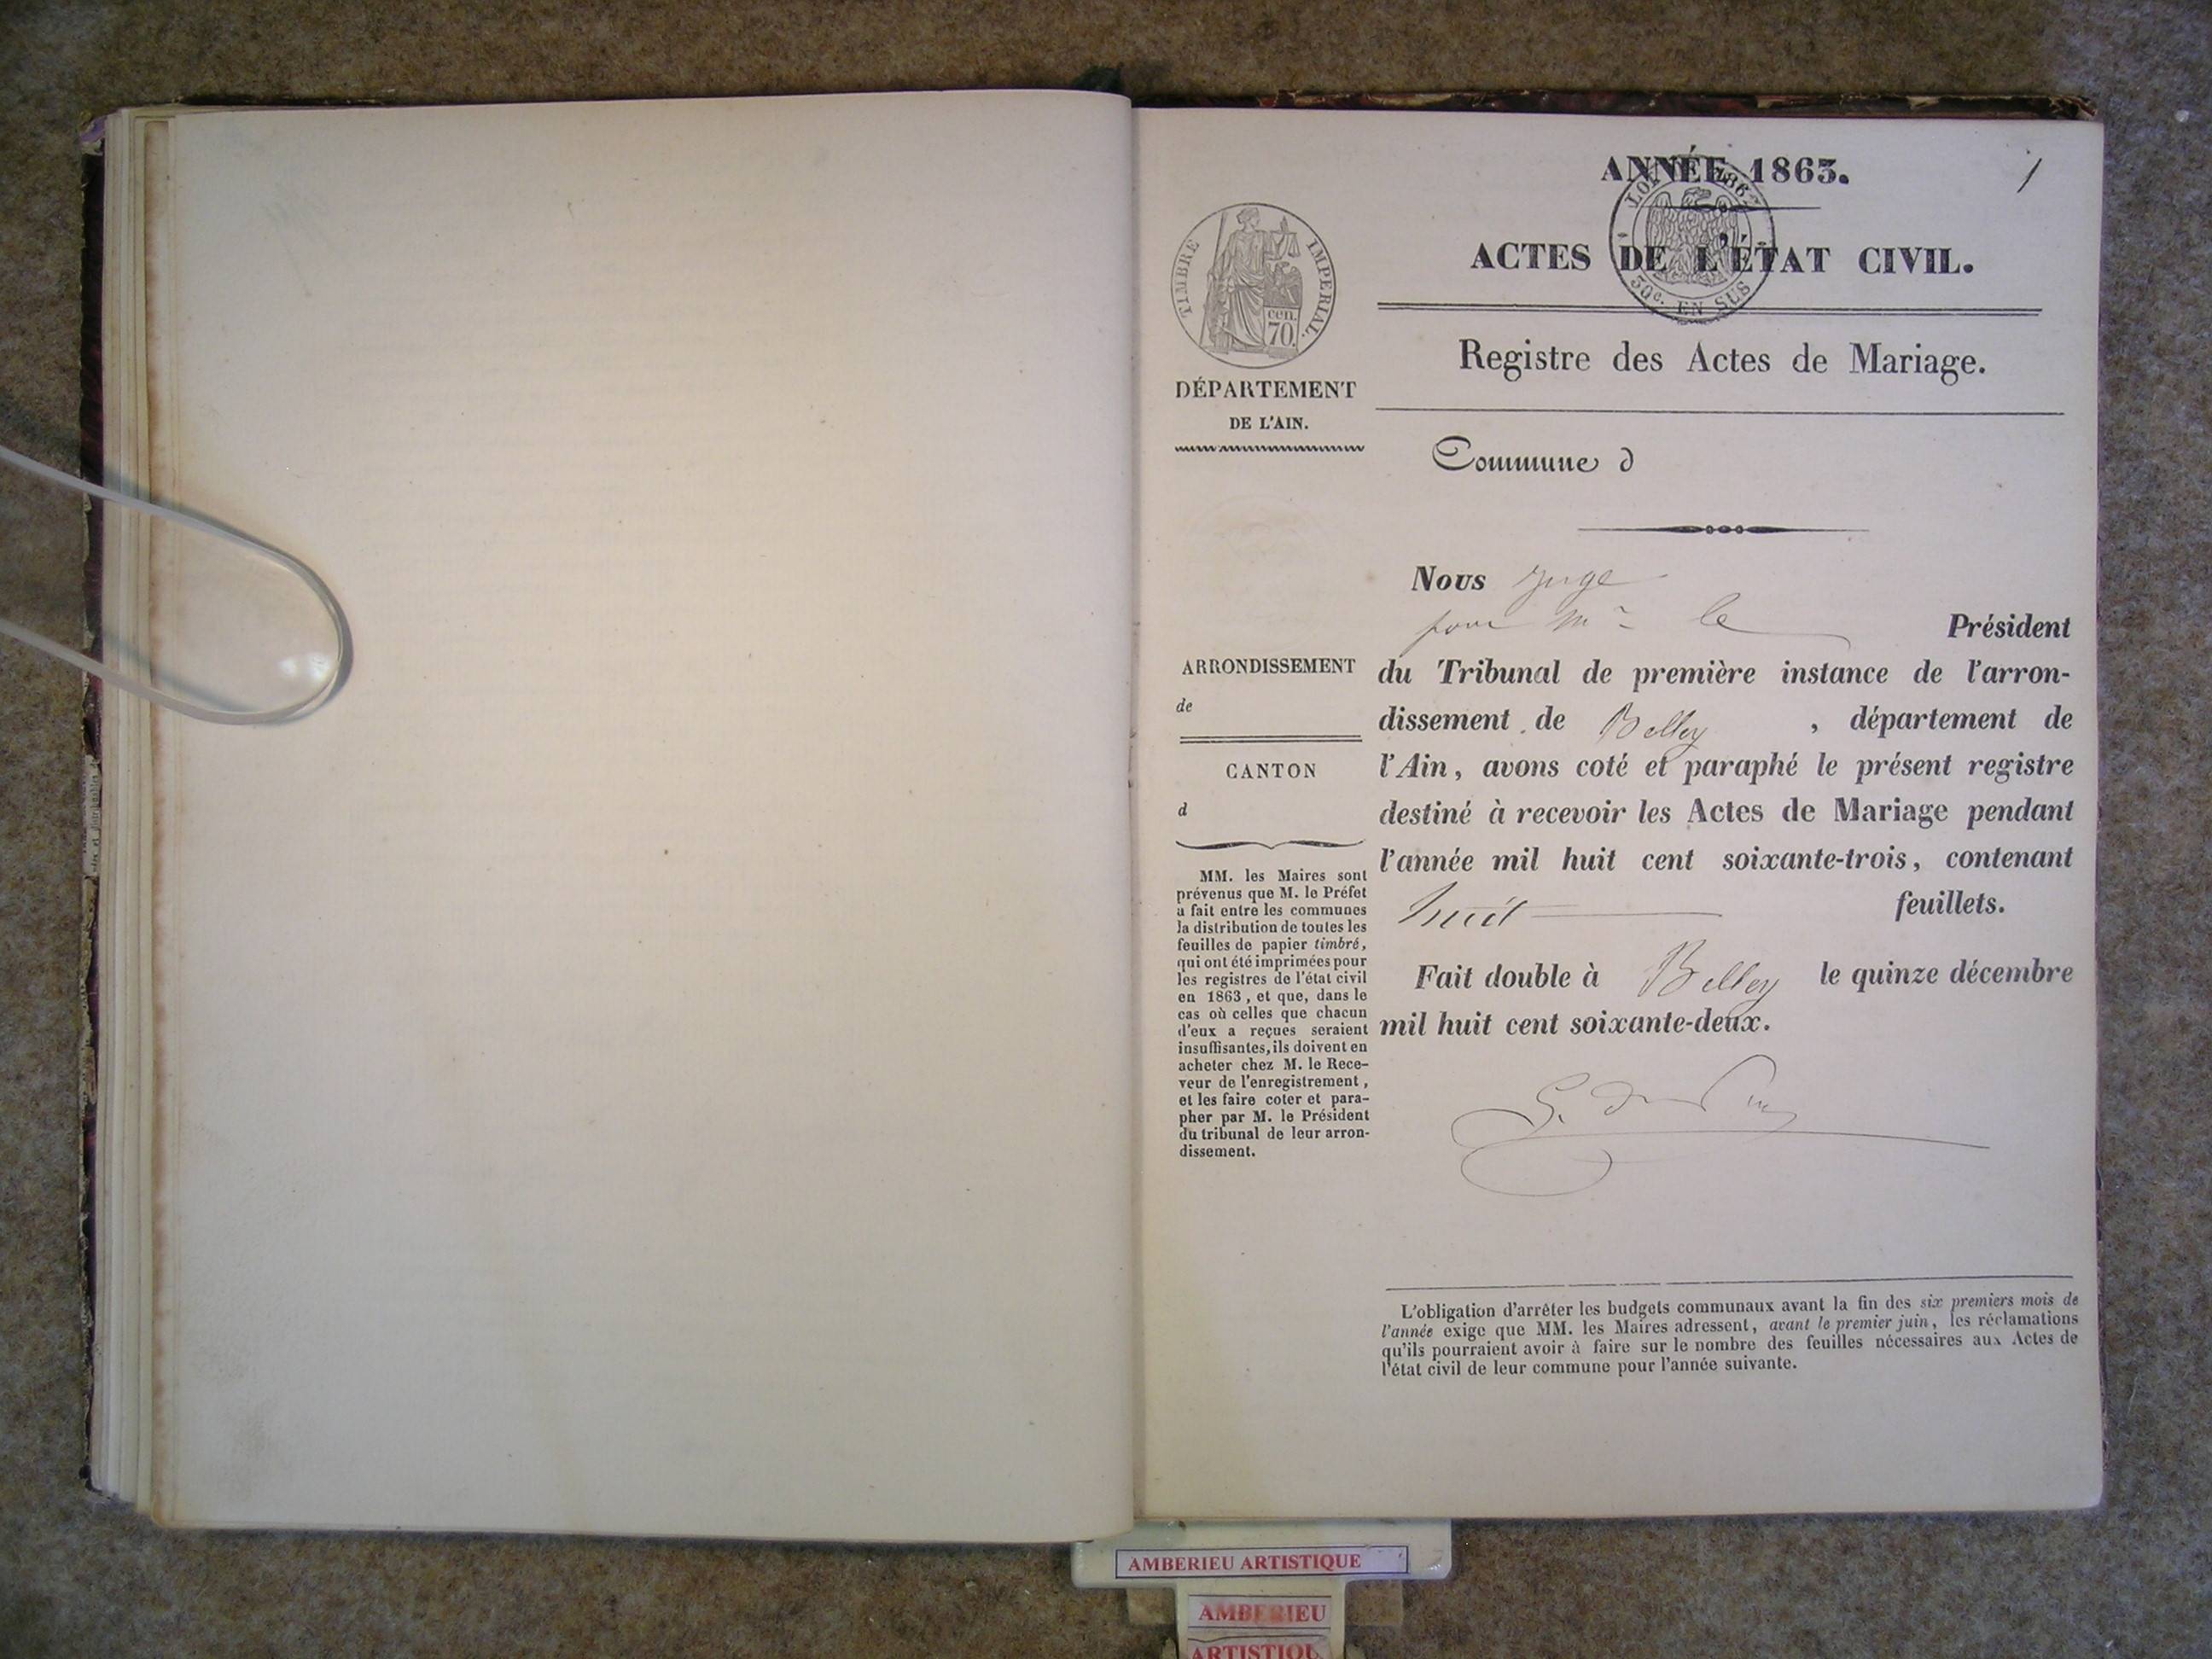 ANNÉE 1863.
1
LOI 1862
30c. EN SUS
ACTES DE L'ÉTAT CIVIL.
TIMBRE IMPERIAL.
cen.
70.
Registre des Actes de Mariage.
DÉPARTEMENT
DE L'AIN.
Commune d
Nous Juge
pour Mr le Président
du Tribunal de première instance de l'arron-
dissement de Belley , département de
l'Ain, avons coté et paraphé le présent registre
destiné à recevoir les Actes de Mariage pendant
l'année mil huit cent soixante-trois, contenant
huit feuillets.
Fait double à Belley le quinze décembre
mil huit cent soixante-deux.
ARRONDISSEMENT
de
CANTON
d
MM. les Maires sont
prévenus que M. le Préfet
a fait entre les communes
la distribution de toutes les
feuilles de papier timbré,
qui ont été imprimées pour
les registres de l'état civil
en 1863, et que, dans le
cas où celles que chacun
d'eux a reçues seraient
insuffisantes, ils doivent en
acheter chez M. le Rece-
veur de l'enregistrement,
et les faire coter et para-
pher par M. le Président
du tribunal de leur arron-
dissement.
L'obligation d'arrêter les budgets communaux avant la fin des six premiers mois de
l'année exige que MM. les Maires adressent, avant le premier juin, les réclamations
qu'ils pourraient avoir à faire sur le nombre des feuilles nécessaires aux Actes de
l'état civil de leur commune pour l'année suivante.
AMBERIEU ARTISTIQUE
AMBERIEU
ARTISTIQU